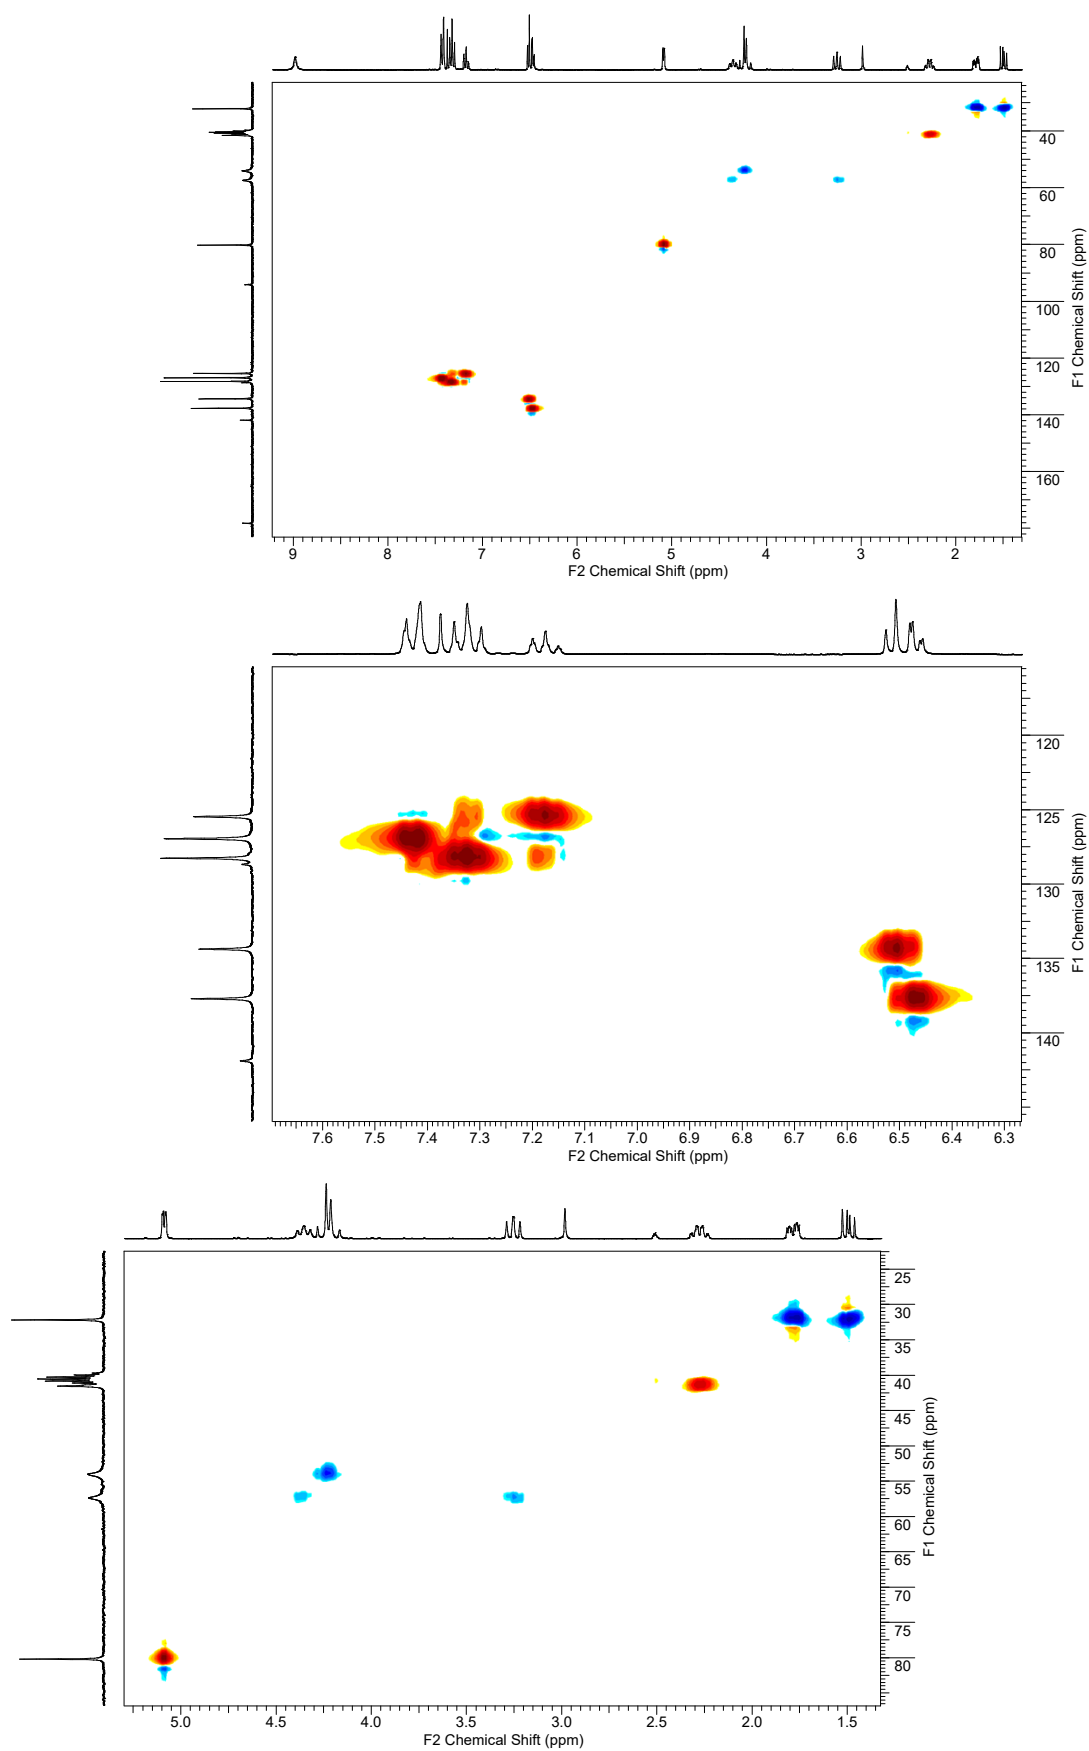 40
60
80
100
120
140
160
F1 Chemical Shift (ppm)
9 8 7 6 5 4 3 2
F2 Chemical Shift (ppm)
120
125
130
135
140
F1 Chemical Shift (ppm)
7.6 7.5 7.4 7.3 7.2 7.1 7.0 6.9 6.8 6.7 6.6 6.5 6.4 6.3
F2 Chemical Shift (ppm)
25
30
35
40
45
50
55
60
65
70
75
80
F1 Chemical Shift (ppm)
5.0 4.5 4.0 3.5 3.0 2.5 2.0 1.5
F2 Chemical Shift (ppm)